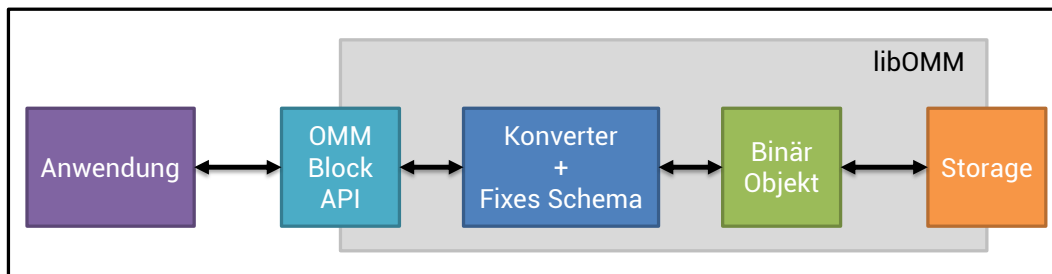 libOMM
Anwendung
OMM
Block
API
Konverter
+
Fixes Schema
Binär
Objekt
Storage